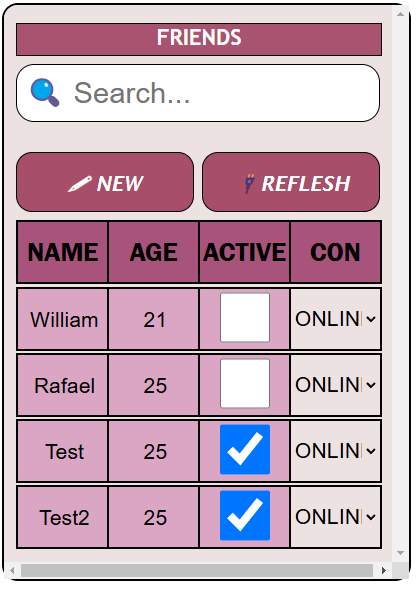 FRIENDS
Search...
NEW REFLESH
NAME AGE ACTIVE CON
William 21 ONLIN
Rafael 25 ONLIN
Test 25 ONLIN
Test2 25 ONLIN